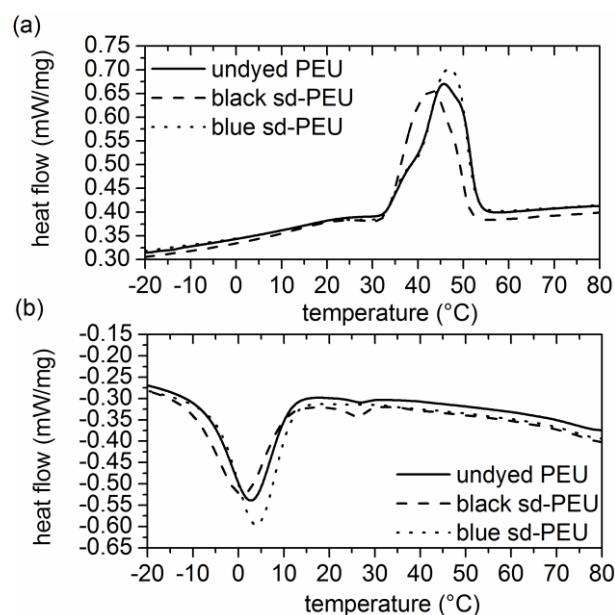 (a)
heat flow (mW/mg)
0.75
0.70
0.65
0.60
0.55
0.50
0.45
0.40
0.35
0.30
undyed PEU
black sd-PEU
blue sd-PEU
-20 -10 0 10 20 30 40 50 60 70 80
temperature (°C)
(b)
heat flow (mW/mg)
-0.15
-0.20
-0.25
-0.30
-0.35
-0.40
-0.45
-0.50
-0.55
-0.60
-0.65
undyed PEU
black sd-PEU
blue sd-PEU
-20 -10 0 10 20 30 40 50 60 70 80
temperature (°C)